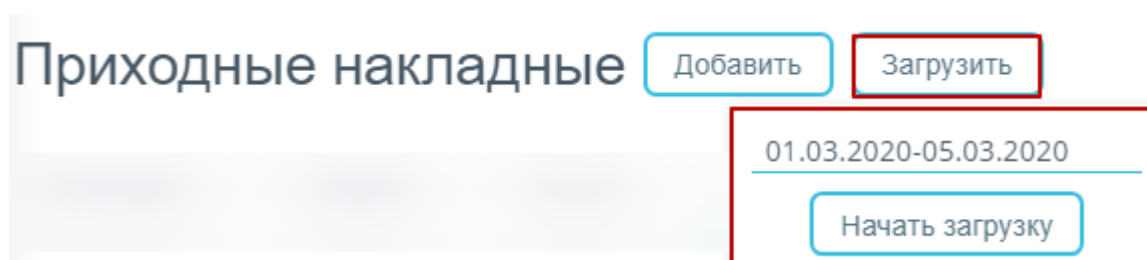 Приходные накладные Добавить Загрузить
01.03.2020-05.03.2020
Начать загрузку